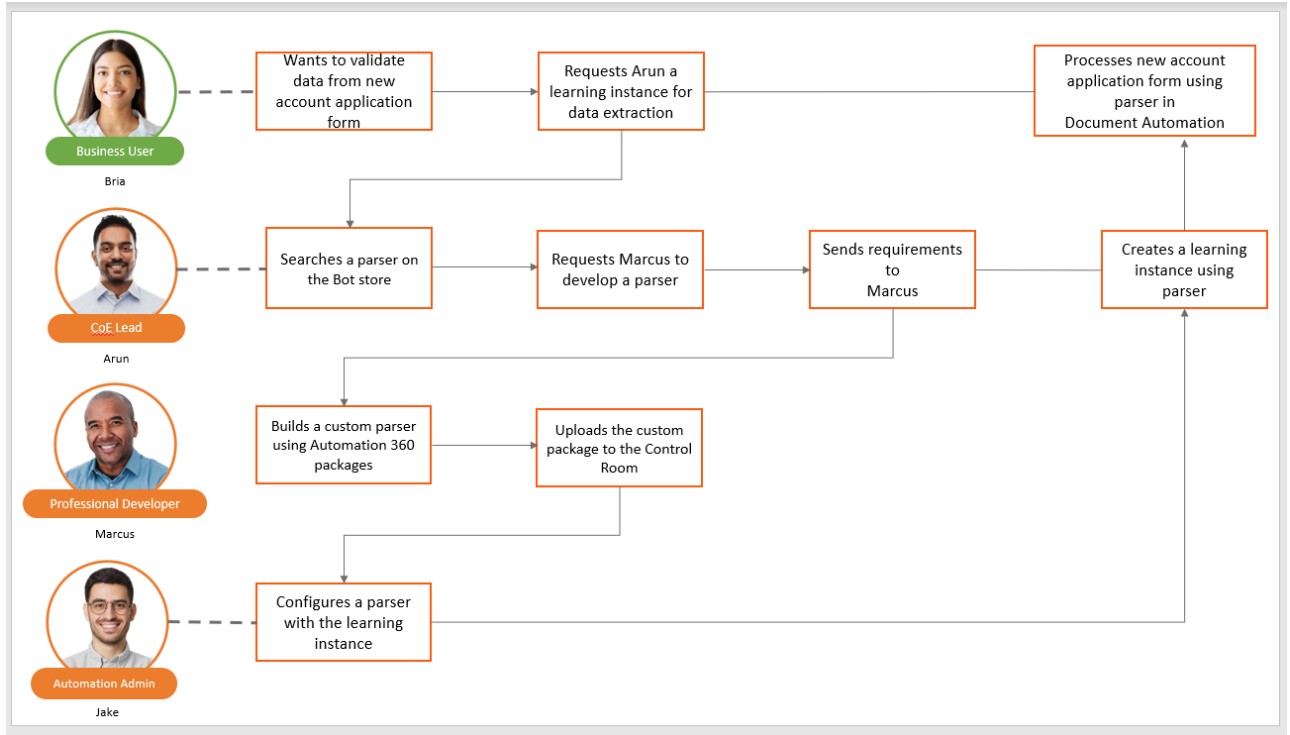 Wants to validate
data from new
account application
form
Requests Arun a
learning instance for
data extraction
Processes new account
application form using
parser in
Document Automation
Business User
Bria
Searches a parser on
the Bot store
Requests Marcus to
develop a parser
Sends requirements
to
Marcus
Creates a learning
instance using
parser
CoE Lead
Arun
Builds a custom parser
using Automation 360
packages
Uploads the custom
package to the Control
Room
Professional Developer
Marcus
Configures a parser
with the learning
instance
Automation Admin
Jake